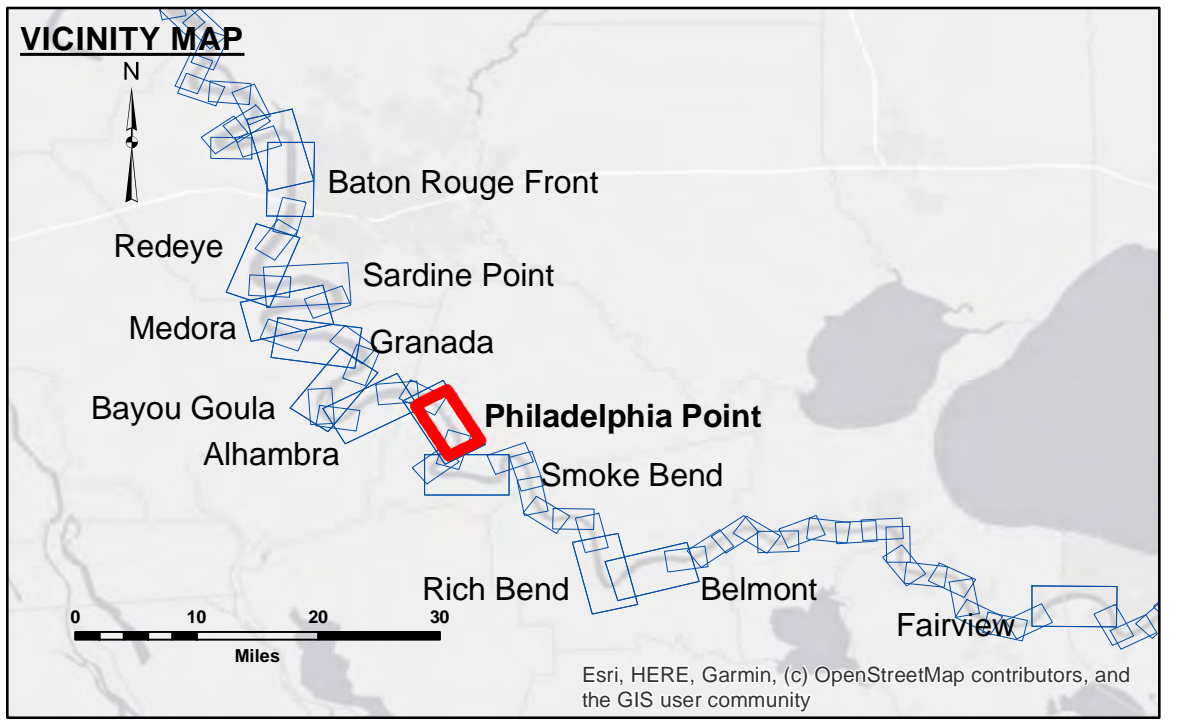 VICINITY MAP
N
Baton Rouge Front
Redeye
Sardine Point
Medora
Granada
Bayou Goula
Philadelphia Point
Alhambra
Smoke Bend
Rich Bend
Belmont
Fairview
0 10 20 30
Miles
Esri, HERE, Garmin, (c) OpenStreetMap contributors, and
the GIS user community